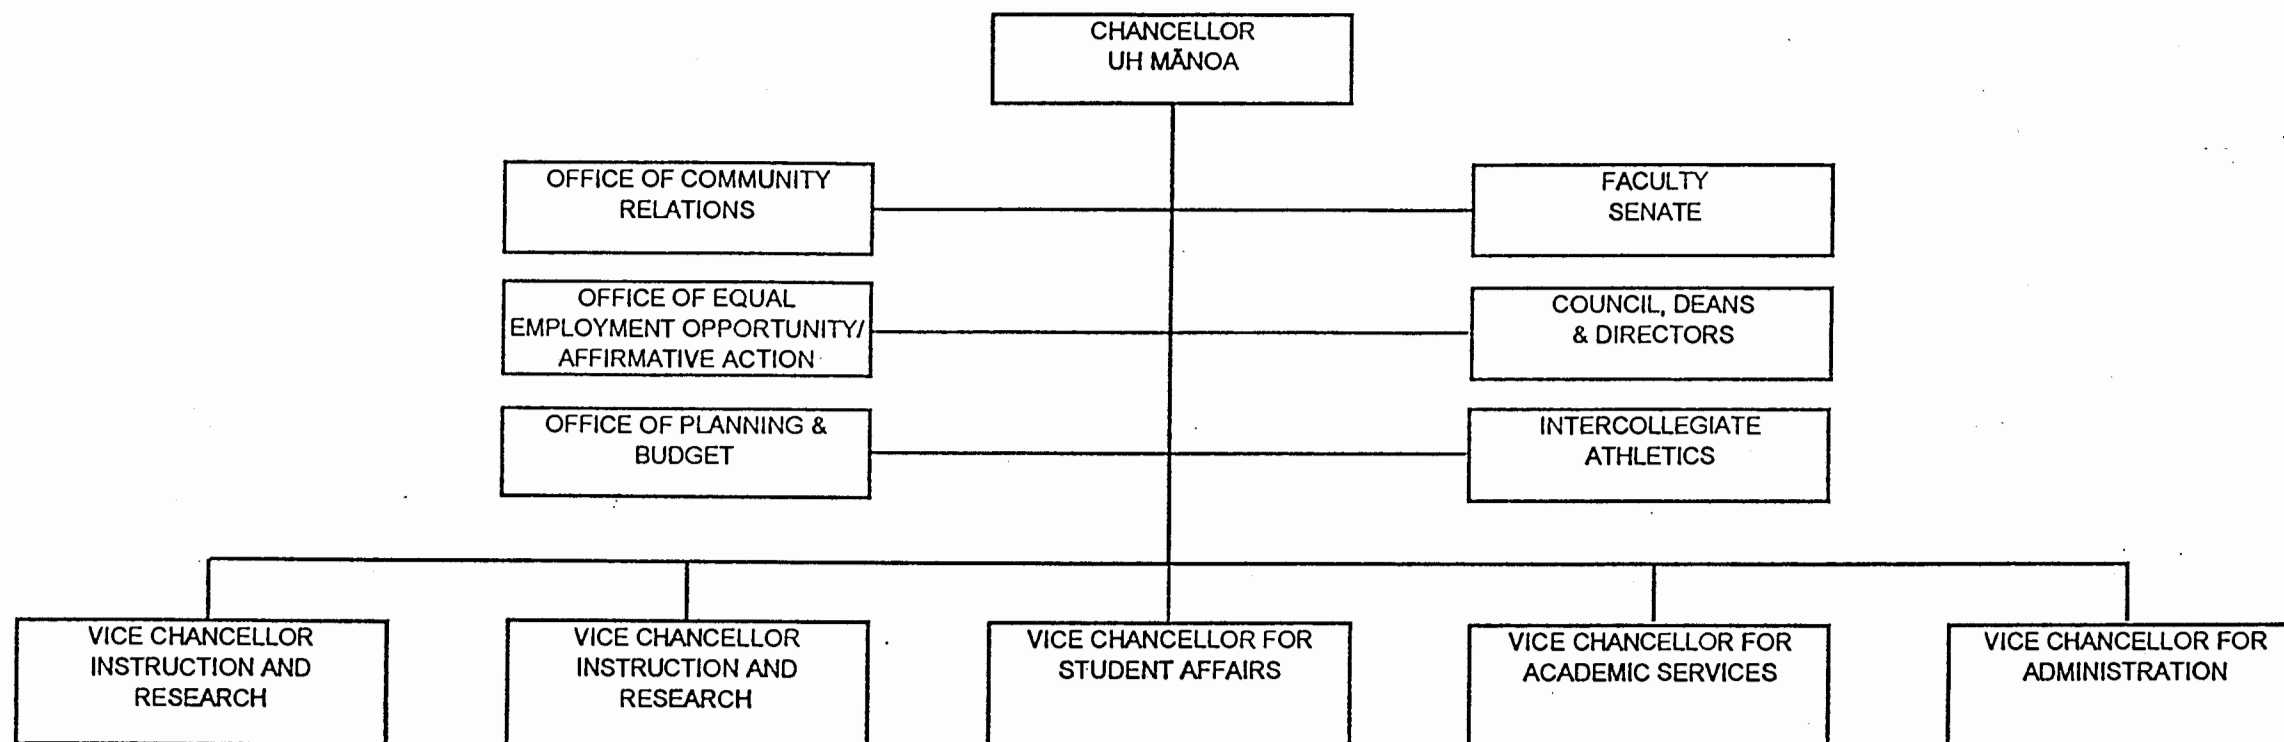 CHANCELLOR
UH MĀNOA
OFFICE OF COMMUNITY
RELATIONS
FACULTY
SENATE
OFFICE OF EQUAL
EMPLOYMENT OPPORTUNITY/
AFFIRMATIVE ACTION
COUNCIL, DEANS
& DIRECTORS
OFFICE OF PLANNING &
BUDGET
INTERCOLLEGIATE
ATHLETICS
VICE CHANCELLOR
INSTRUCTION AND
RESEARCH
VICE CHANCELLOR
INSTRUCTION AND
RESEARCH
VICE CHANCELLOR FOR
STUDENT AFFAIRS
VICE CHANCELLOR FOR
ACADEMIC SERVICES
VICE CHANCELLOR FOR
ADMINISTRATION